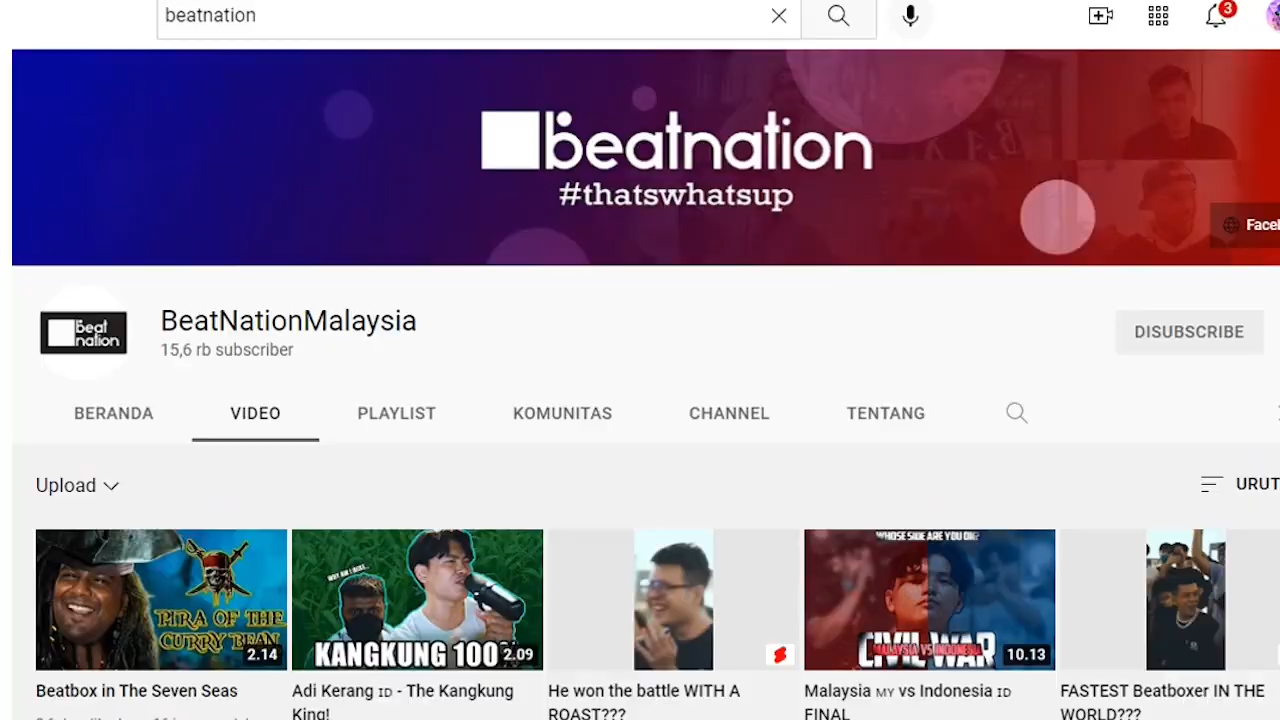 beatnation
3
beatnation
#thatswhatsup
beat
nation
BeatNationMalaysia
15,6 rb subscriber
DISUBSCRIBE
BERANDA
VIDEO
PLAYLIST
KOMUNITAS
CHANNEL
TENTANG
Upload
URUT
PIRA OF THE
CURRY BEAN
2.14
KANGKUNG 100
2.09
WHOSE SIDE ARE YOU ON?
CIVIL WAR
MALAYSIA VS INDONESIA
10.13
Beatbox in The Seven Seas
Adi Kerang ID - The Kangkung
King!
He won the battle WITH A
ROAST???
Malaysia MY vs Indonesia ID
FINAL
FASTEST Beatboxer IN THE
WORLD???